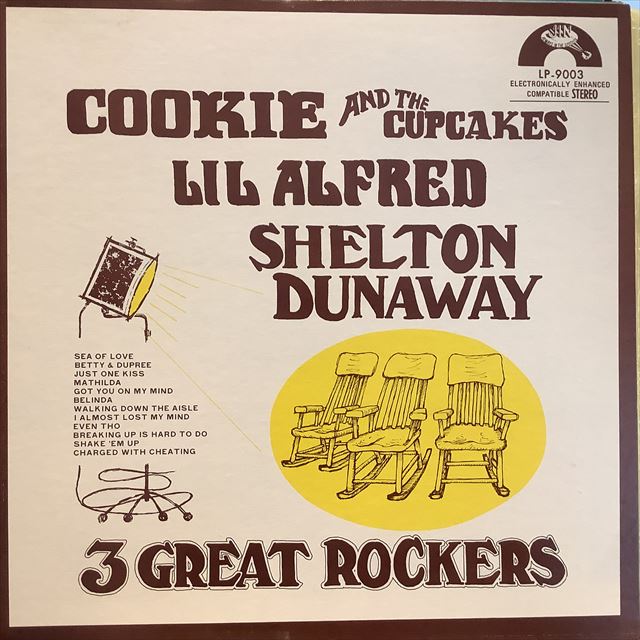 JIN
LP-9003
ELECTRONICALLY ENHANCED
COMPATIBLE STEREO
COOKIE AND THE CUPCAKES
LIL ALFRED
SHELTON
DUNAWAY
SEA OF LOVE
BETTY & DUPREE
JUST ONE KISS
MATHILDA
GOT YOU ON MY MIND
BELINDA
WALKING DOWN THE AISLE
I ALMOST LOST MY MIND
EVEN THO
BREAKING UP IS HARD TO DO
SHAKE 'EM UP
CHARGED WITH CHEATING
3 GREAT ROCKERS